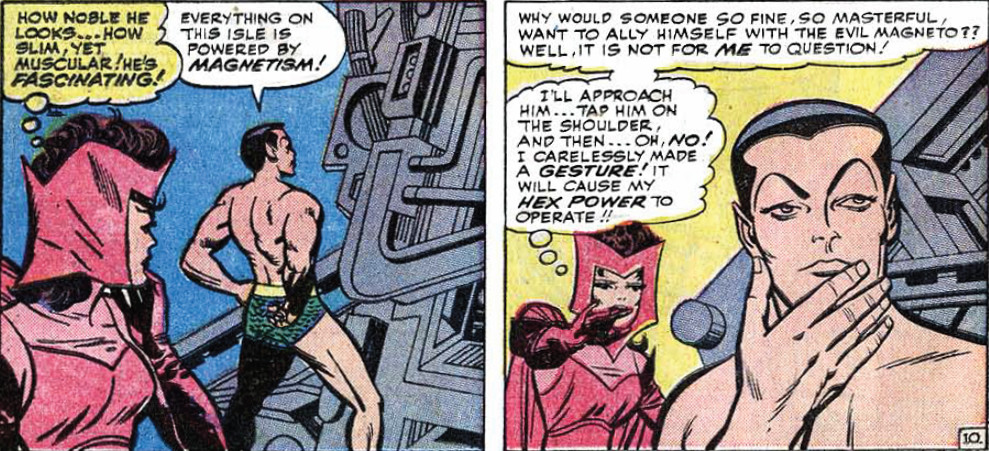 HOW NOBLE HE
LOOKS...HOW
SLIM, YET
MUSCULAR! HE'S
FASCINATING!
EVERYTHING ON
THIS ISLE IS
POWERED BY
MAGNETISM!
WHY WOULD SOMEONE SO FINE, SO MASTERFUL,
WANT TO ALLY HIMSELF WITH THE EVIL MAGNETO??
WELL, IT IS NOT FOR ME TO QUESTION!
I'LL APPROACH
HIM...TAP HIM ON
THE SHOULDER,
AND THEN...OH, NO!
I CARELESSLY MADE
A GESTURE! IT
WILL CAUSE MY
HEX POWER TO
OPERATE!!
10.